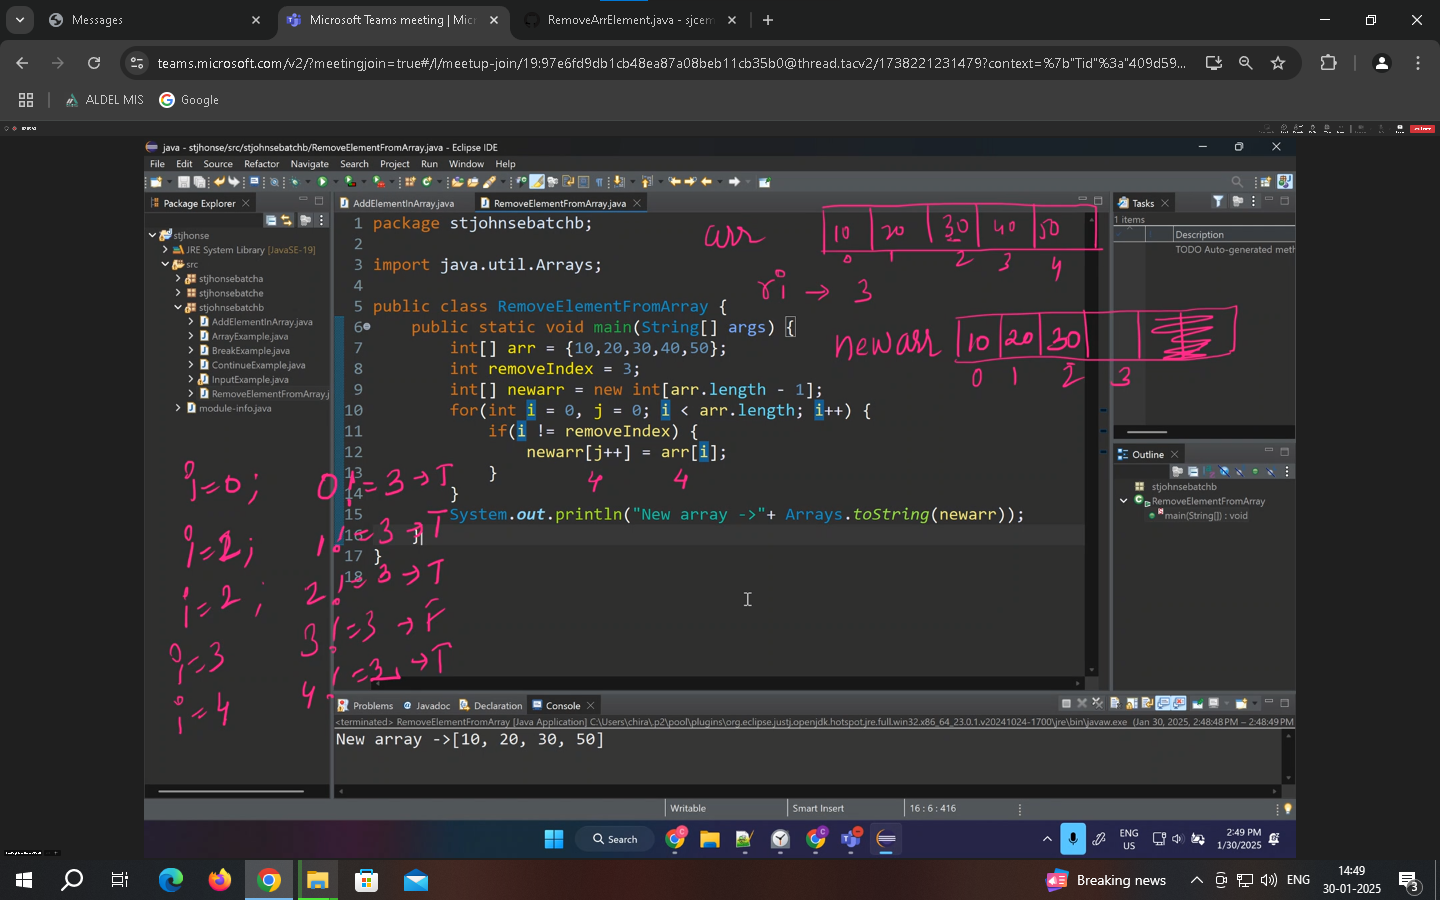 Messages
Microsoft Teams meeting | Micr
RemoveArrElement.java - sjcem
teams.microsoft.com/v2/?meetingjoin=true#/l/meetup-join/19:97e6fd9db1cb48ea87a08beb11cb35b0@thread.tacv2/1738221231479?context=%7b"Tid"%3a"409d59...
ALDEL MIS
Google
java - stjhonse/src/stjohnsebatchb/RemoveElementFromArray.java - Eclipse IDE
File Edit Source Refactor Navigate Search Project Run Window Help
Package Explorer
AddElementInArray.java
RemoveElementFromArray.java
stjhonse
JRE System Library [JavaSE-19]
src
stjhonsebatcha
stjhonsebatche
stjhonsebatchb
AddElementInArray.java
ArrayExample.java
BreakExample.java
ContinueExample.java
InputExample.java
RemoveElementFromArray.j
module-info.java
1 package stjohnsebatchb;
2
3 import java.util.Arrays;
4
5 public class RemoveElementFromArray {
6 public static void main(String[] args) {
7 int[] arr = {10,20,30,40,50};
8 int removeIndex = 3;
9 int[] newarr = new int[arr.length - 1];
10 for(int i = 0, j = 0; i < arr.length; i++) {
11 if(i != removeIndex) {
12 newarr[j++] = arr[i];
13 }
14 }
15 System.out.println("New array ->"+ Arrays.toString(newarr));
16 }
17 }
18
4 4
arr 10 20 30 40 50
0 1 2 3 4
ri → 3
newarr 10 20 30
0 1 2 3
i=0; 0!=3→T
i=2; 1!=3→T
i=2; 2!=3→T
i=3 3!=3→F
i=4 4!=3→T
Tasks
1 items
Description
TODO Auto-generated meth
Outline
stjohnsebatchb
RemoveElementFromArray
main(String[]) : void
Problems Javadoc Declaration Console
<terminated> RemoveElementFromArray [Java Application] C:\Users\chira\.p2\pool\plugins\org.eclipse.justj.openjdk.hotspot.jre.full.win32.x86_64_23.0.1.v20241024-1700\jre\bin\javaw.exe (Jan 30, 2025, 2:48:48 PM – 2:48:49 PM)
New array ->[10, 20, 30, 50]
Writable
Smart Insert
16 : 6 : 416
Search
ENG
US
2:49 PM
1/30/2025
Breaking news
ENG
14:49
30-01-2025
3